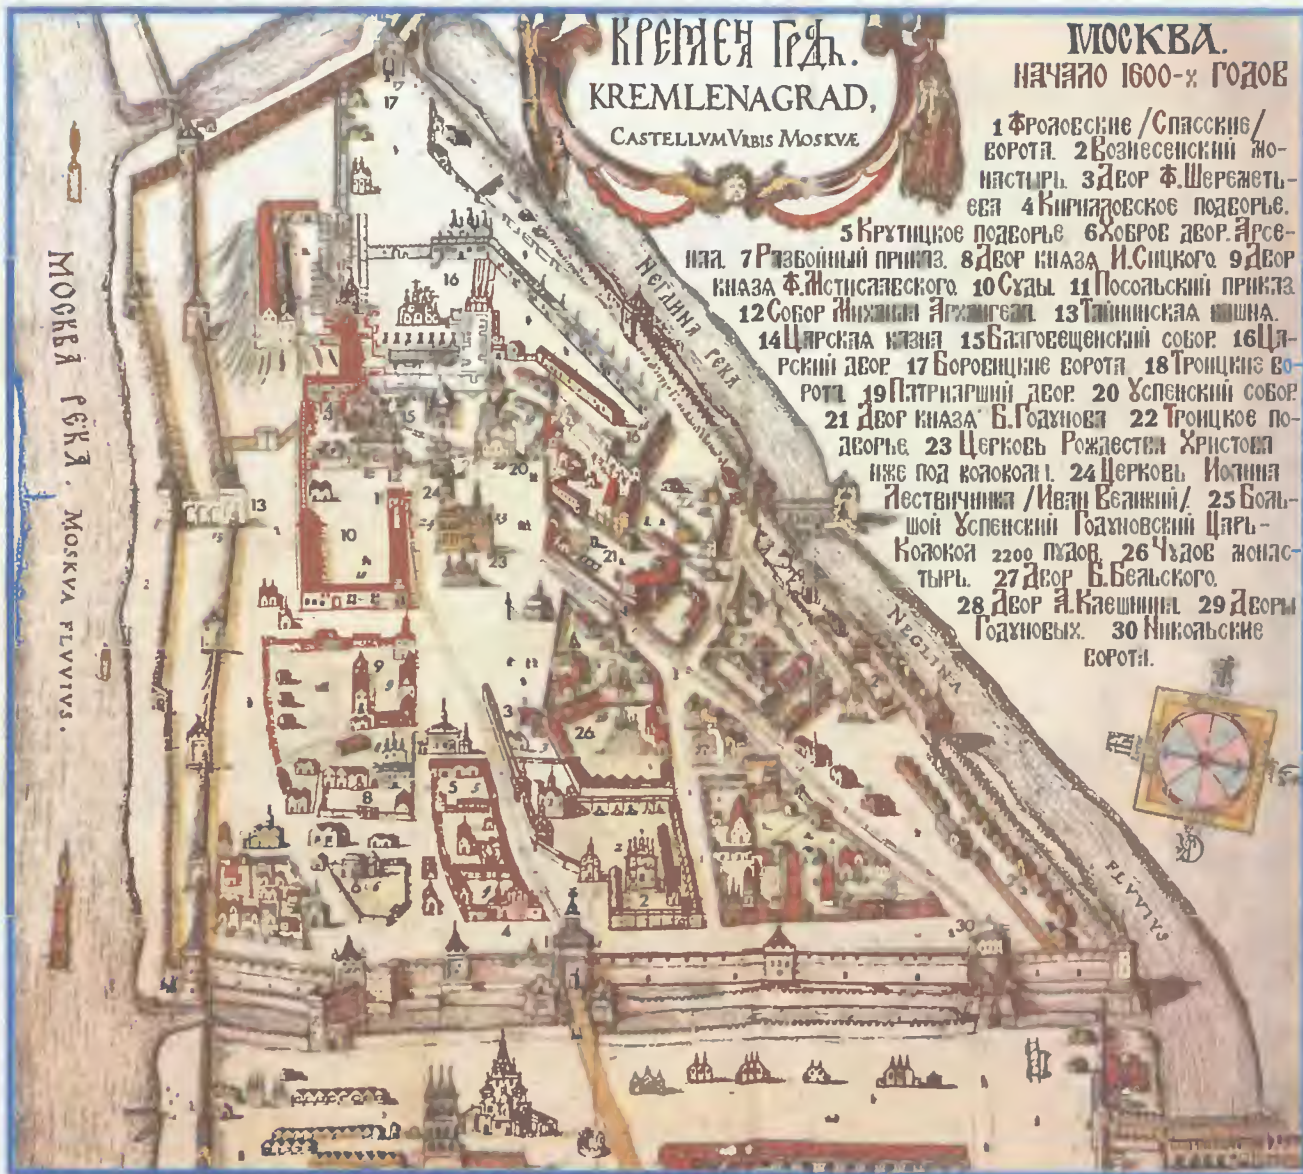 КРЕМЛЕН ГРАД.
KREMLENAGRAD,
CASTELLVM VRBIS MOSKVÆ
МОСКВА.
НАЧАЛО 1600-х ГОДОВ
1 Фроловские /Спасские/
ворота. 2 Вознесенский мо-
настырь. 3 Двор Ф.Шереметь-
ева 4 Кирилловское подворье.
5 Крутицкое подворье 6 Хобров двор. Арсе-
нал. 7 Разбойный приказ. 8 Двор князя И.Сицкого 9 Двор
князя Ф.Мстиславского. 10 Суды. 11 Посольский приказ
12 Собор Михаила Архангела. 13 Тайнинская башня.
14 Царская казна 15 Благовещенский собор. 16 Ца-
рский двор. 17 Боровицкие ворота 18 Троицкие во-
рота 19 Патриарший двор. 20 Успенский собор
21 Двор князя Б.Годунова 22 Троицкое по-
дворье. 23 Церковь Рождества Христова
иже под колоколы. 24 Церковь Иоанна
Лествичника /Иван Великий/. 25 Боль-
шой Успенский Годуновский Царь-
Колокол 2200 пудов. 26 Чудов монас-
тырь. 27 Двор Б.Бельского.
28 Двор А.Клешнина. 29 Дворы
Годуновых. 30 Никольские
ворота.
МОСКВА РЕКА. MOSKVA FLVVIVS.
НЕГЛИНА РЕКА
NEGLINA
FLVVIVS
17
16
14
15
16
20
18
13
12
24
10
23
21
9
3
26
8
5
2
4
30